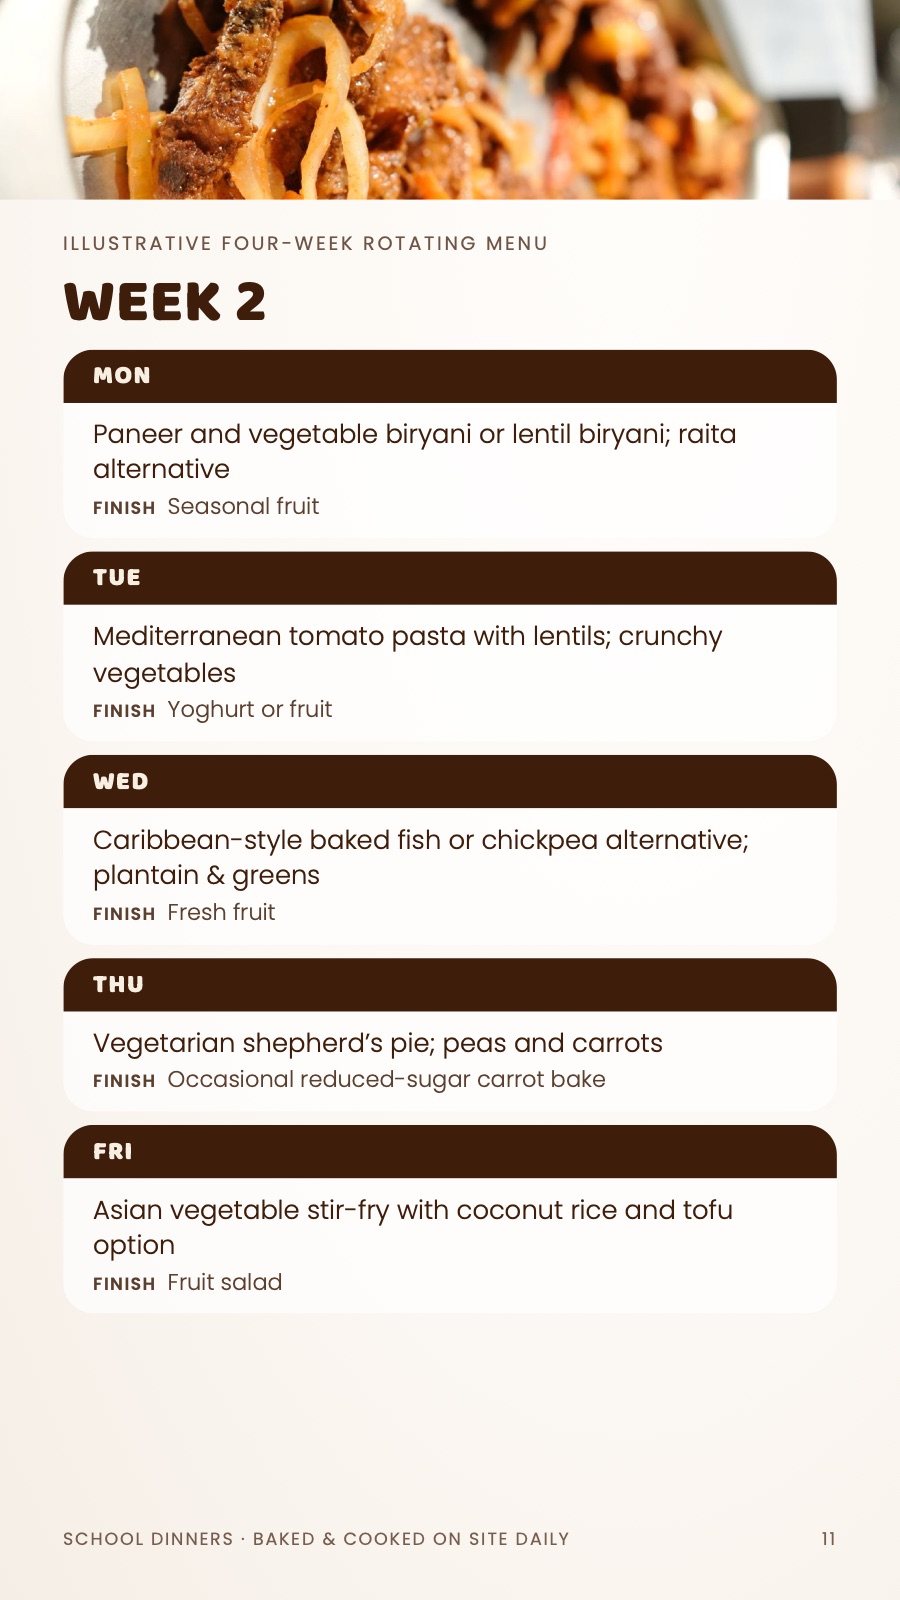 ILLUSTRATIVE FOUR-WEEK ROTATING MENU
WEEK 2
MON
Paneer and vegetable biryani or lentil biryani; raita
alternative
FINISH Seasonal fruit
TUE
Mediterranean tomato pasta with lentils; crunchy
vegetables
FINISH Yoghurt or fruit
WED
Caribbean-style baked fish or chickpea alternative;
plantain & greens
FINISH Fresh fruit
THU
Vegetarian shepherd’s pie; peas and carrots
FINISH Occasional reduced-sugar carrot bake
FRI
Asian vegetable stir-fry with coconut rice and tofu
option
FINISH Fruit salad
SCHOOL DINNERS · BAKED & COOKED ON SITE DAILY 11